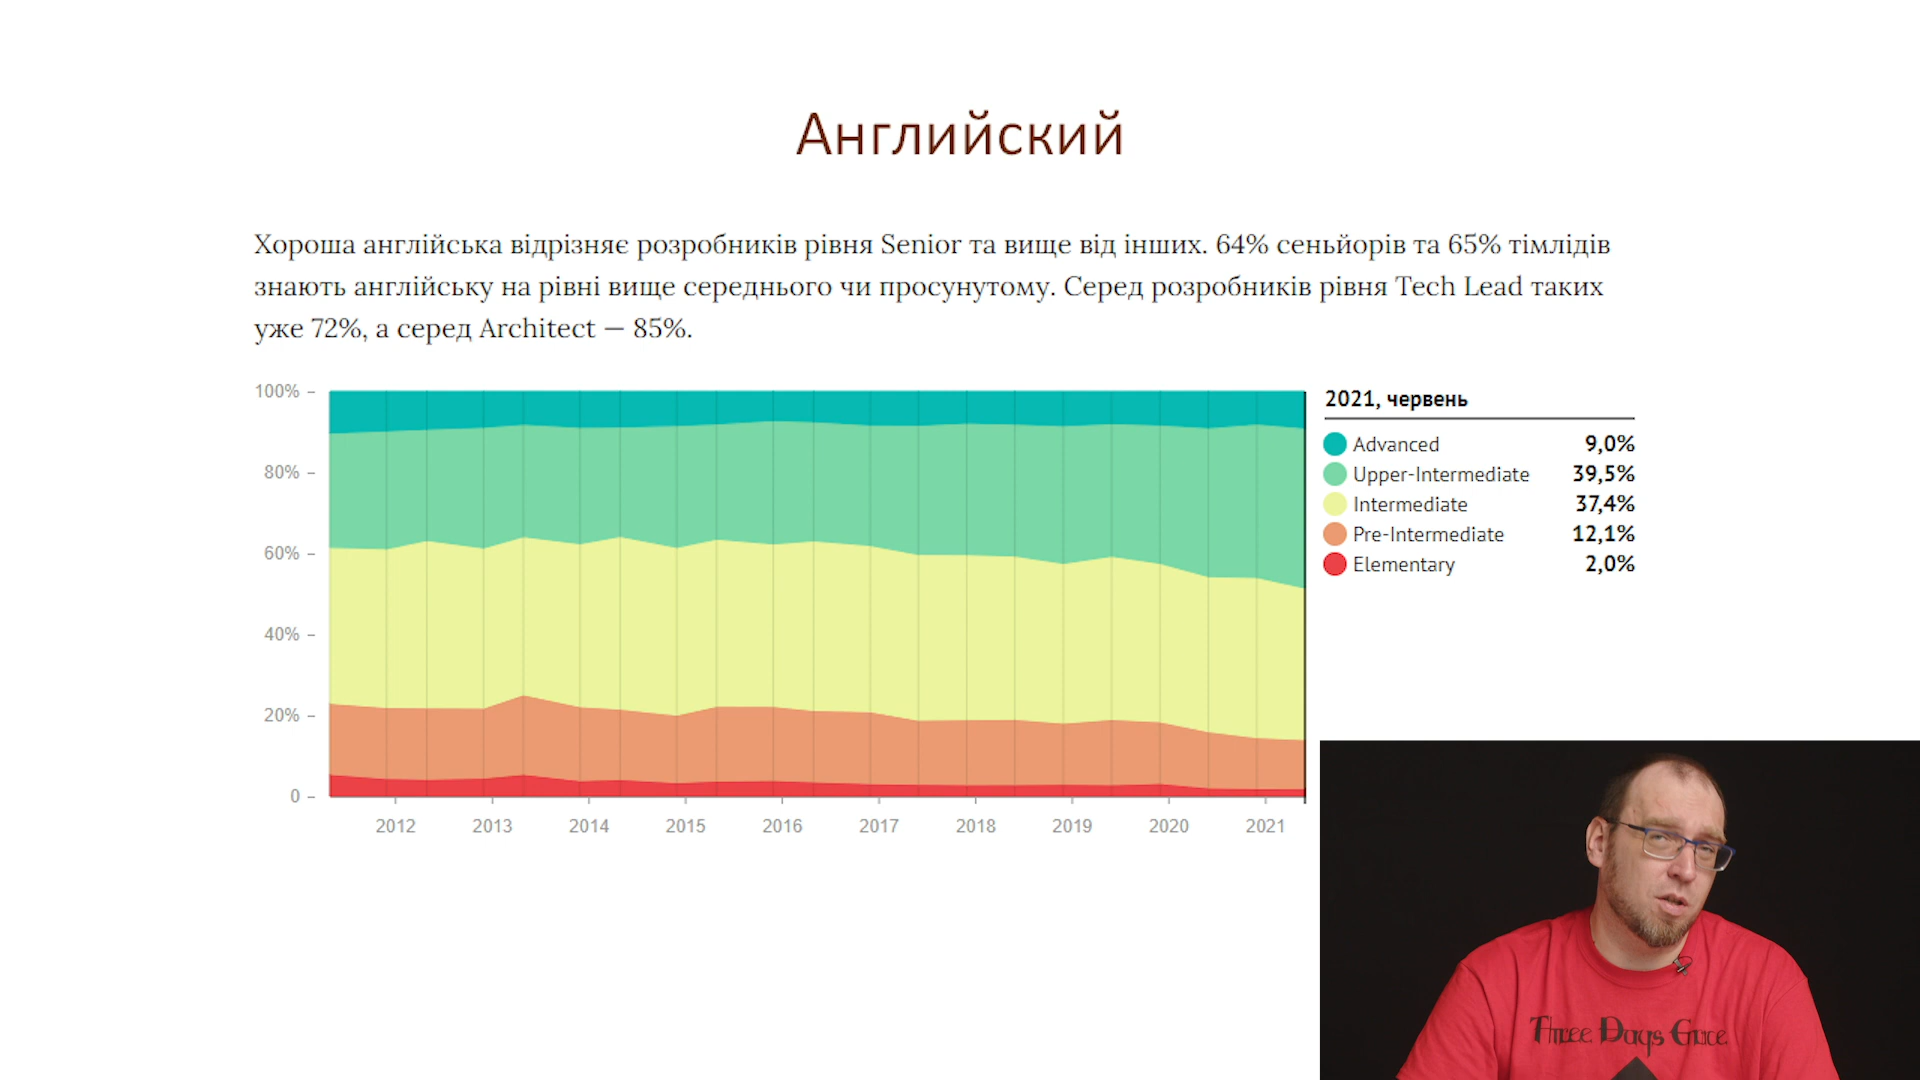 Английский
Хороша англійська відрізняє розробників рівня Senior та вище від інших. 64% сеньйорів та 65% тімлідів
знають англійську на рівні вище середнього чи просунутому. Серед розробників рівня Tech Lead таких
уже 72%, а серед Architect — 85%.
100%
80%
60%
40%
20%
0
2012 2013 2014 2015 2016 2017 2018 2019 2020 2021
2021, червень
Advanced 9,0%
Upper-Intermediate 39,5%
Intermediate 37,4%
Pre-Intermediate 12,1%
Elementary 2,0%
Three Days Grace